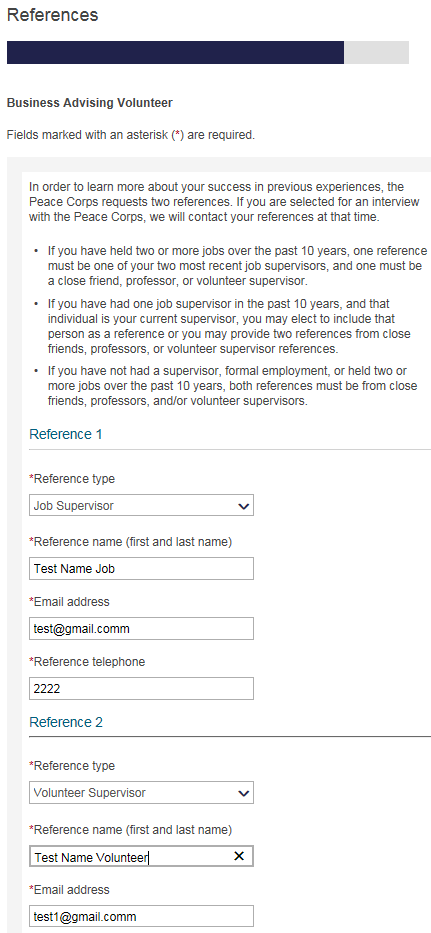 References
Business Advising Volunteer
Fields marked with an asterisk (*) are required.
In order to learn more about your success in previous experiences, the
Peace Corps requests two references. If you are selected for an interview
with the Peace Corps, we will contact your references at that time.
• If you have held two or more jobs over the past 10 years, one reference
must be one of your two most recent job supervisors, and one must be
a close friend, professor, or volunteer supervisor.
• If you have had one job supervisor in the past 10 years, and that
individual is your current supervisor, you may elect to include that
person as a reference or you may provide two references from close
friends, professors, or volunteer supervisor references.
• If you have not had a supervisor, formal employment, or held two or
more jobs over the past 10 years, both references must be from close
friends, professors, and/or volunteer supervisors.
Reference 1
*Reference type
Job Supervisor
*Reference name (first and last name)
Test Name Job
*Email address
test@gmail.comm
*Reference telephone
2222
Reference 2
*Reference type
Volunteer Supervisor
*Reference name (first and last name)
Test Name Volunteer
*Email address
test1@gmail.comm